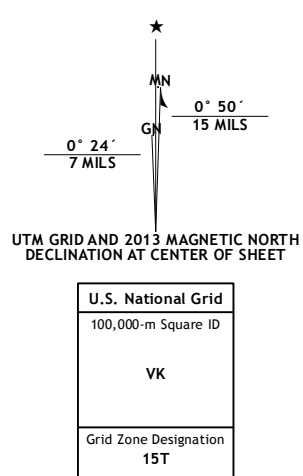 ★
MN
0° 50´
15 MILS
GN
0° 24´
7 MILS
UTM GRID AND 2013 MAGNETIC NORTH
DECLINATION AT CENTER OF SHEET
U.S. National Grid
100,000-m Square ID
VK
Grid Zone Designation
15T